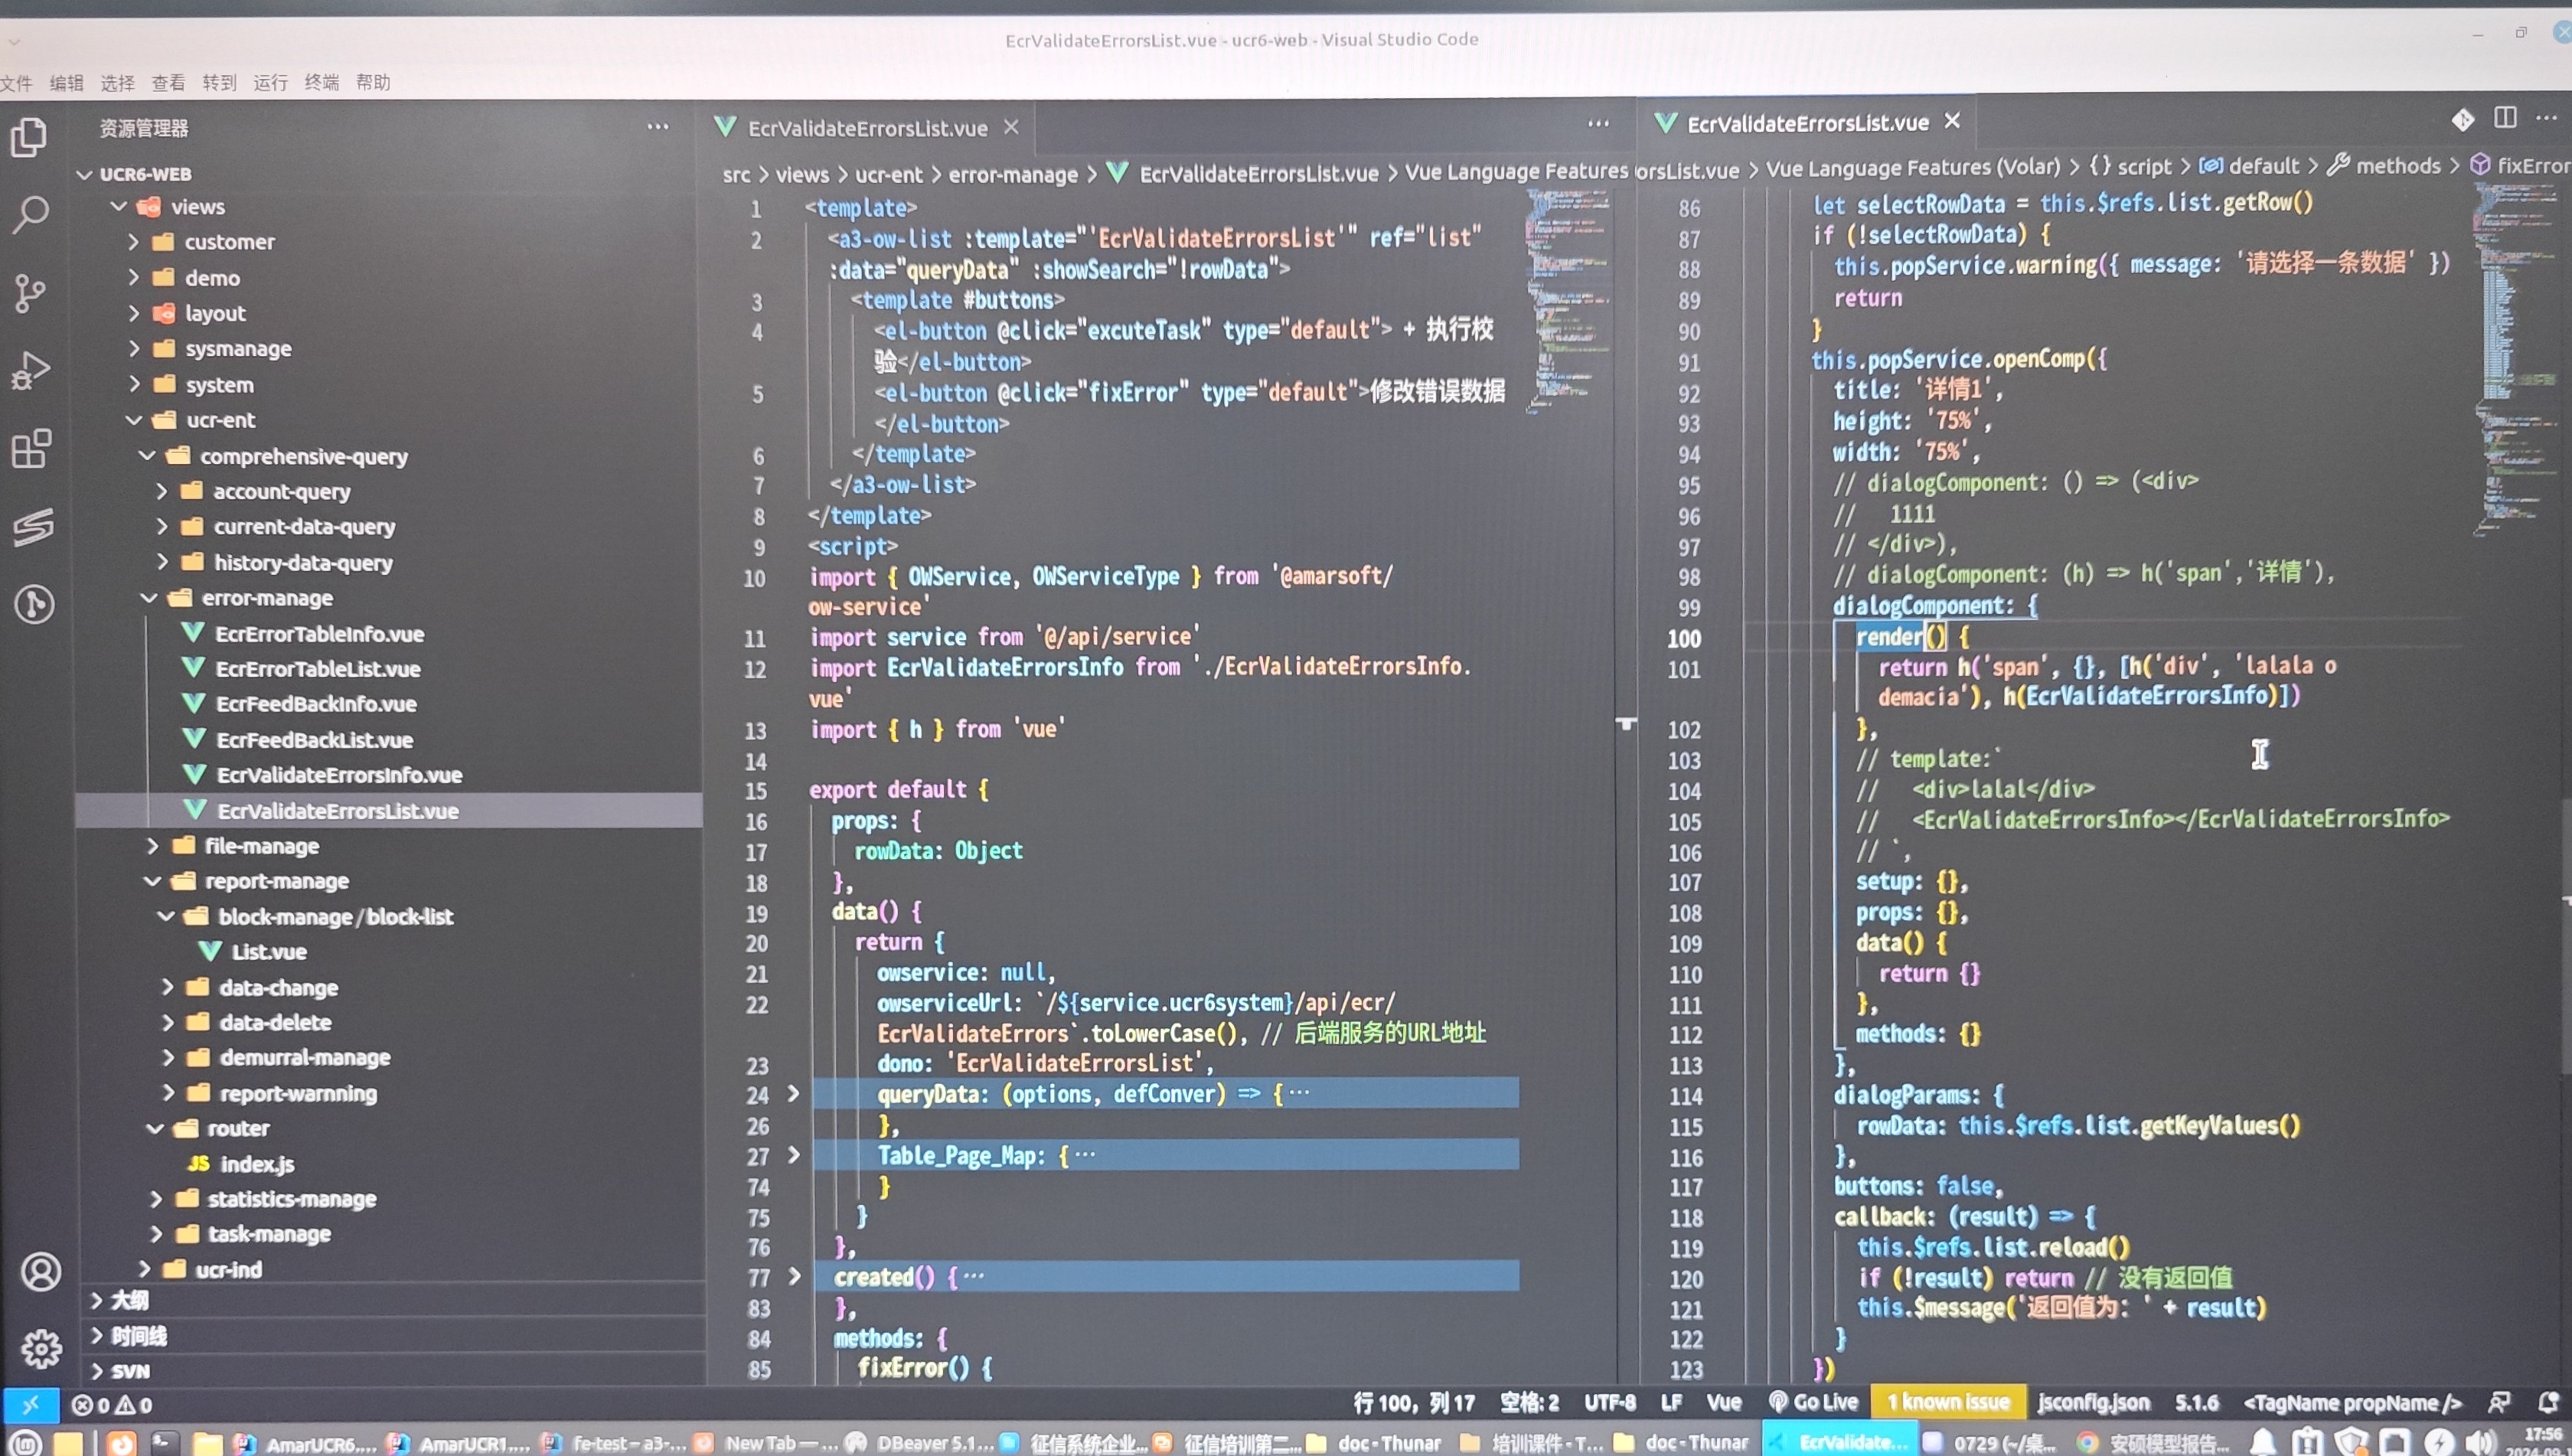 EcrValidateErrorsList.vue - ucr6-web - Visual Studio Code
文件 编辑 选择 查看 转到 运行 终端 帮助
资源管理器
UCR6-WEB
views
customer
demo
layout
sysmanage
system
ucr-ent
comprehensive-query
account-query
current-data-query
history-data-query
error-manage
EcrErrorTableInfo.vue
EcrErrorTableList.vue
EcrFeedBackInfo.vue
EcrFeedBackList.vue
EcrValidateErrorsInfo.vue
EcrValidateErrorsList.vue
file-manage
report-manage
block-manage/block-list
List.vue
data-change
data-delete
demurral-manage
report-warnning
router
JS index.js
statistics-manage
task-manage
ucr-ind
大纲
时间线
SVN
EcrValidateErrorsList.vue
src > views > ucr-ent > error-manage > EcrValidateErrorsList.vue > Vue Language Features
1 <template>
2 <a3-ow-list :template="'EcrValidateErrorsList'" ref="list"
:data="queryData" :showSearch="!rowData">
3 <template #buttons>
4 <el-button @click="excuteTask" type="default"> + 执行校
验</el-button>
5 <el-button @click="fixError" type="default">修改错误数据
</el-button>
6 </template>
7 </a3-ow-list>
8 </template>
9 <script>
10 import { OWService, OWServiceType } from '@amarsoft/
ow-service'
11 import service from '@/api/service'
12 import EcrValidateErrorsInfo from './EcrValidateErrorsInfo.
vue'
13 import { h } from 'vue'
14
15 export default {
16 props: {
17 rowData: Object
18 },
19 data() {
20 return {
21 owservice: null,
22 owserviceUrl: `/${service.ucr6system}/api/ecr/
EcrValidateErrors`.toLowerCase(), // 后端服务的URL地址
23 dono: 'EcrValidateErrorsList',
24 queryData: (options, defConver) => {…
26 },
27 Table_Page_Map: {…
74 }
75 }
76 },
77 created() {…
83 },
84 methods: {
85 fixError() {
EcrValidateErrorsList.vue
orsList.vue > Vue Language Features (Volar) > {} script > default > methods > fixError
86 let selectRowData = this.$refs.list.getRow()
87 if (!selectRowData) {
88 this.popService.warning({ message: '请选择一条数据' })
89 return
90 }
91 this.popService.openComp({
92 title: '详情1',
93 height: '75%',
94 width: '75%',
95 // dialogComponent: () => (<div>
96 // 1111
97 // </div>),
98 // dialogComponent: (h) => h('span','详情'),
99 dialogComponent: {
100 render() {
101 return h('span', {}, [h('div', 'lalala o
demacia'), h(EcrValidateErrorsInfo)])
102 },
103 // template:`
104 // <div>lalal</div>
105 // <EcrValidateErrorsInfo></EcrValidateErrorsInfo>
106 // `,
107 setup: {},
108 props: {},
109 data() {
110 return {}
111 },
112 methods: {}
113 },
114 dialogParams: {
115 rowData: this.$refs.list.getKeyValues()
116 },
117 buttons: false,
118 callback: (result) => {
119 this.$refs.list.reload()
120 if (!result) return // 没有返回值
121 this.$message('返回值为: ' + result)
122 }
123 })
0 0 行 100, 列 17 空格: 2 UTF-8 LF Vue Go Live 1 known issue jsconfig.json 5.1.6 <TagName propName />
AmarUCR6,... AmarUCR1,... fe-test – a3-... New Tab — ... DBeaver 5.1... 征信系统企业... 征信培训第二... doc - Thunar 培训课件 - T... doc - Thunar EcrValidate... 0729 (~/桌... 安硕模型报告... 17:56